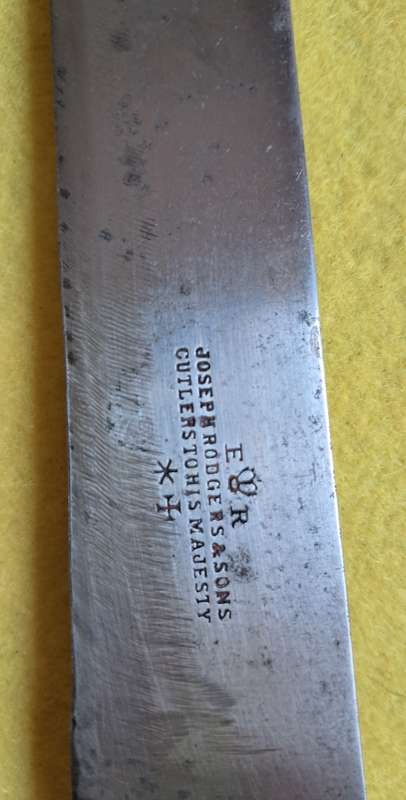 E R
JOSEPH RODGERS & SONS
CUTLERS TO HIS MAJESTY